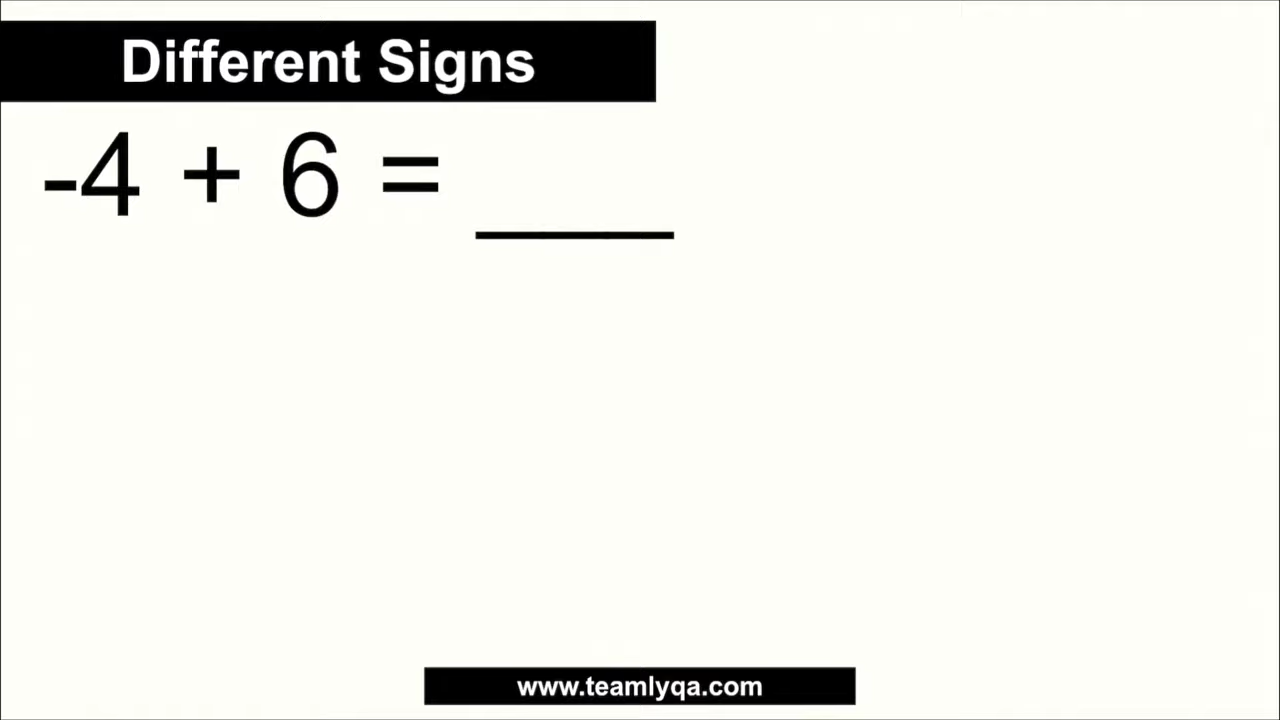 Different Signs
-4 + 6 = ____
www.teamlyqa.com